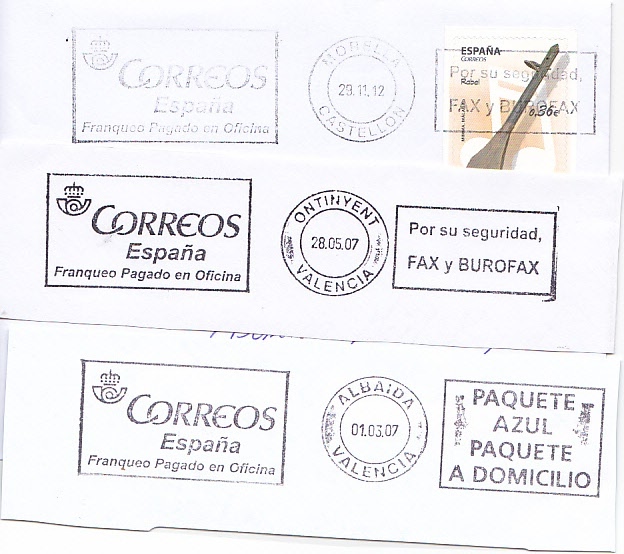 CORREOS
España
Franqueo Pagado en Oficina
MORELLA
29.11.12
CASTELLON
ESPAÑA
CORREOS
Rabel
0,36€
Por su seguridad,
FAX y BUROFAX
CORREOS
España
Franqueo Pagado en Oficina
ONTINYENT
28.05.07
VALENCIA
Por su seguridad,
FAX y BUROFAX
CORREOS
España
Franqueo Pagado en Oficina
ALBAIDA
01.03.07
VALENCIA
PAQUETE
AZUL
PAQUETE
A DOMICILIO